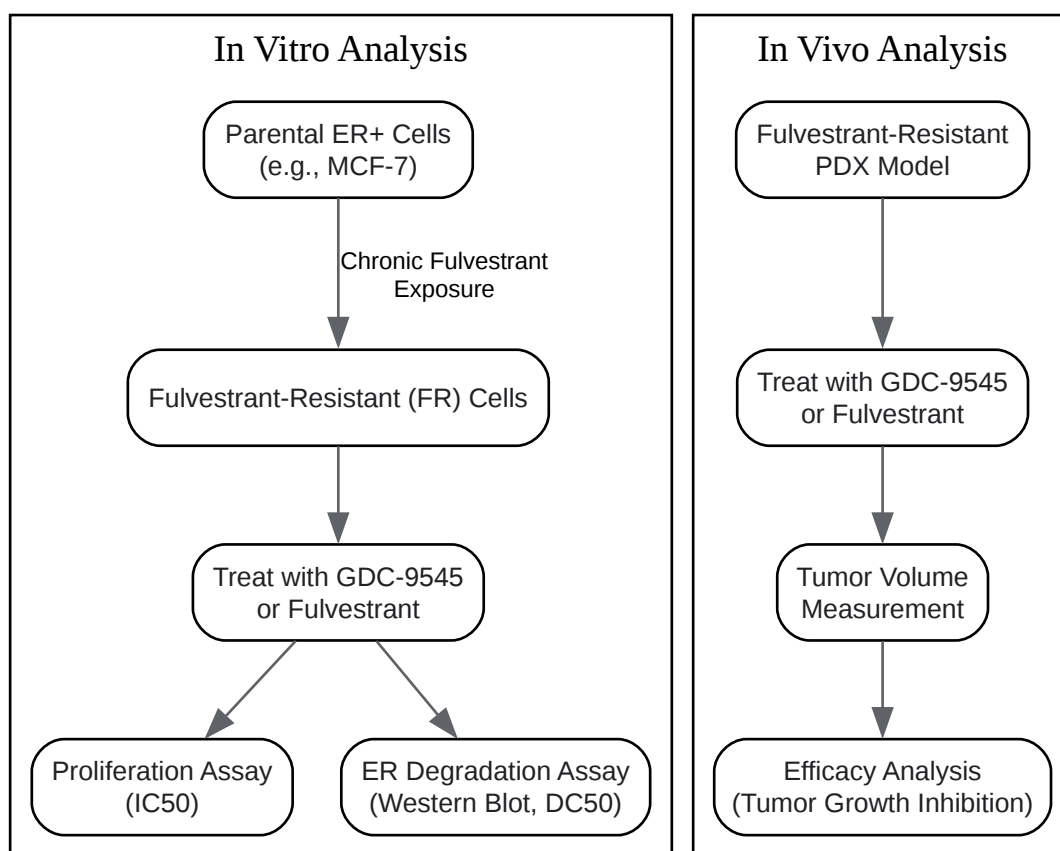 In Vitro Analysis
Parental ER+ Cells
(e.g., MCF-7)
Chronic Fulvestrant
Exposure
Fulvestrant-Resistant (FR) Cells
Treat with GDC-9545
or Fulvestrant
Proliferation Assay
(IC50)
ER Degradation Assay
(Western Blot, DC50)
In Vivo Analysis
Fulvestrant-Resistant
PDX Model
Treat with GDC-9545
or Fulvestrant
Tumor Volume
Measurement
Efficacy Analysis
(Tumor Growth Inhibition)